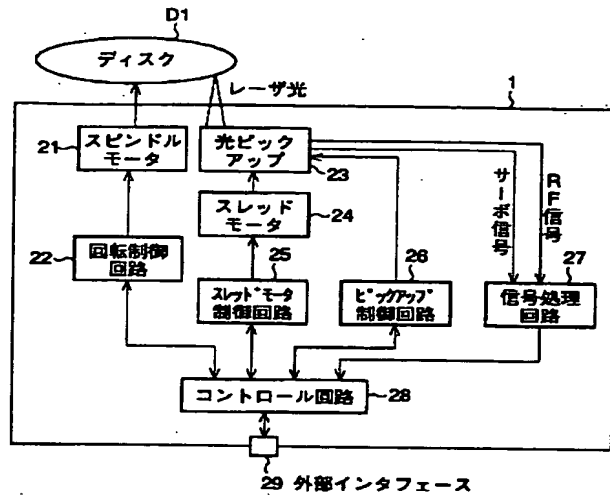 D1
ディスク
レーザ光
1
21
スピンドル
モータ
光ピック
アップ
23
スレッド
モータ
24
サーボ信号
RF信号
22
回転制御
回路
25
スレッドモータ
制御回路
26
ピックアップ
制御回路
27
信号処理
回路
コントロール回路
28
29 外部インタフェース